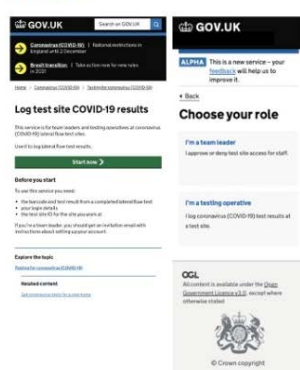 GOV.UK
Search on GOV.UK
Coronavirus (COVID-19) | National restrictions in
England until 2 December
Brexit transition | Take action now for new rules
in 2021
Home > Coronavirus (COVID-19) > Testing for coronavirus (COVID-19)
Log test site COVID-19 results
This service is for team leaders and testing operatives at coronavirus
(COVID-19) lateral flow test sites.
Use it to log lateral flow test results.
Start now >
Before you start
To use this service you need:
• the barcode and test result from a completed lateral flow test
• your login details
• the test site ID for the site you work at
If you're a team leader, you should get an invitation email with
instructions about setting up your account.
Explore the topic
Testing for coronavirus (COVID-19)
Related content
GOV.UK
ALPHA This is a new service – your
feedback will help us to
improve it.
Back
Choose your role
I'm a team leader
I approve or deny test site access for staff.
I'm a testing operative
I log coronavirus (COVID-19) test results at
a test site.
OGL
All content is available under the Open
Government Licence v3.0, except where
otherwise stated
© Crown copyright